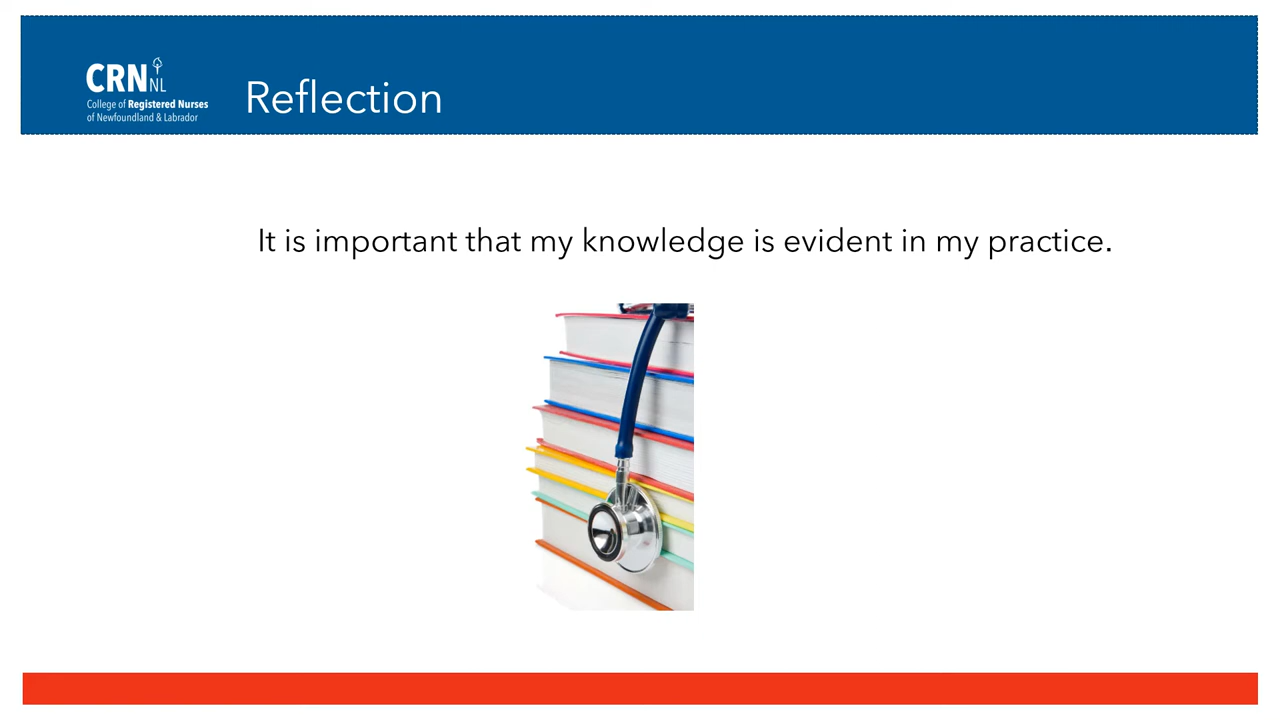 CRN NL
College of Registered Nurses
of Newfoundland & Labrador
Reflection
It is important that my knowledge is evident in my practice.